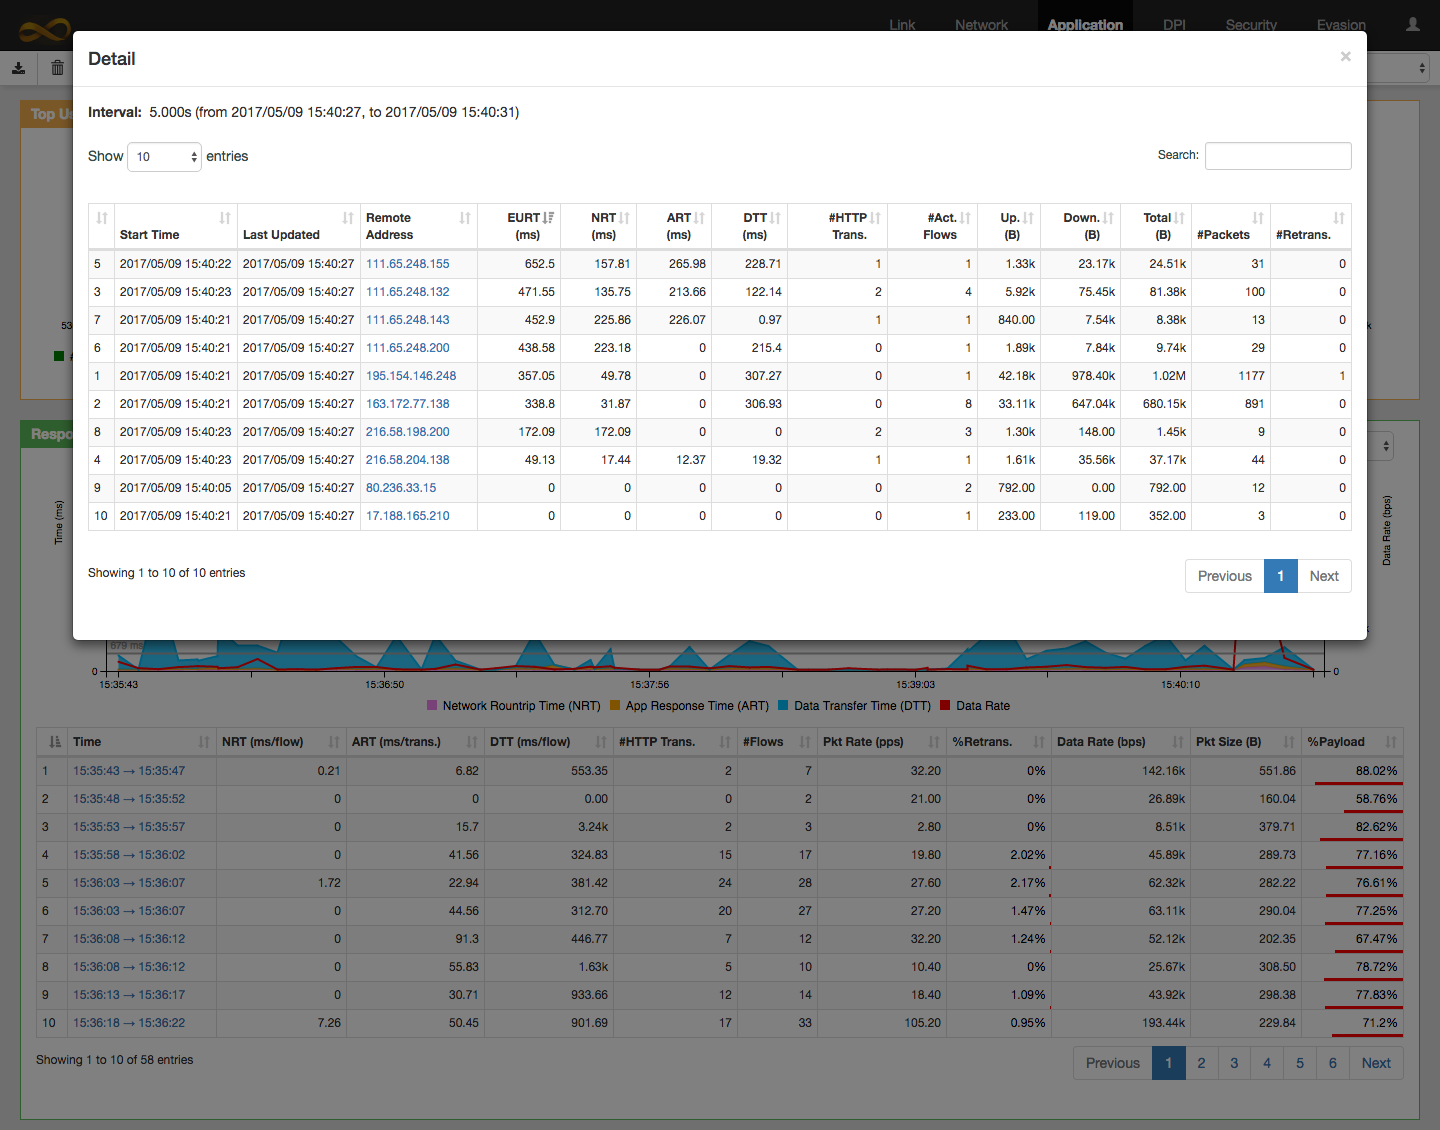 Link Network Application DPI Security Evasion
Detail ×
Top Us
Interval: 5.000s (from 2017/05/09 15:40:27, to 2017/05/09 15:40:31)
Show 10 entries Search:
Start Time Last Updated Remote Address EURT (ms) NRT (ms) ART (ms) DTT (ms) #HTTP Trans. #Act. Flows Up. (B) Down. (B) Total (B) #Packets #Retrans.
5 2017/05/09 15:40:22 2017/05/09 15:40:27 111.65.248.155 652.5 157.81 265.98 228.71 1 1 1.33k 23.17k 24.51k 31 0
3 2017/05/09 15:40:23 2017/05/09 15:40:27 111.65.248.132 471.55 135.75 213.66 122.14 2 4 5.92k 75.45k 81.38k 100 0
7 2017/05/09 15:40:21 2017/05/09 15:40:27 111.65.248.143 452.9 225.86 226.07 0.97 1 1 840.00 7.54k 8.38k 13 0
6 2017/05/09 15:40:21 2017/05/09 15:40:27 111.65.248.200 438.58 223.18 0 215.4 0 1 1.89k 7.84k 9.74k 29 0
1 2017/05/09 15:40:21 2017/05/09 15:40:27 195.154.146.248 357.05 49.78 0 307.27 0 1 42.18k 978.40k 1.02M 1177 1
2 2017/05/09 15:40:21 2017/05/09 15:40:27 163.172.77.138 338.8 31.87 0 306.93 0 8 33.11k 647.04k 680.15k 891 0
8 2017/05/09 15:40:23 2017/05/09 15:40:27 216.58.198.200 172.09 172.09 0 0 2 3 1.30k 148.00 1.45k 9 0
4 2017/05/09 15:40:23 2017/05/09 15:40:27 216.58.204.138 49.13 17.44 12.37 19.32 1 1 1.61k 35.56k 37.17k 44 0
9 2017/05/09 15:40:05 2017/05/09 15:40:27 80.236.33.15 0 0 0 0 0 2 792.00 0.00 792.00 12 0
10 2017/05/09 15:40:21 2017/05/09 15:40:27 17.188.165.210 0 0 0 0 0 1 233.00 119.00 352.00 3 0
Showing 1 to 10 of 10 entries Previous 1 Next
53
k
Respo
Time (ms)
Data Rate (bps)
679 ms
0 0
15:35:43 15:36:50 15:37:56 15:39:03 15:40:10
Network Rountrip Time (NRT) App Response Time (ART) Data Transfer Time (DTT) Data Rate
Time NRT (ms/flow) ART (ms/trans.) DTT (ms/flow) #HTTP Trans. #Flows Pkt Rate (pps) %Retrans. Data Rate (bps) Pkt Size (B) %Payload
1 15:35:43 → 15:35:47 0.21 6.82 553.35 2 7 32.20 0% 142.16k 551.86 88.02%
2 15:35:48 → 15:35:52 0 0 0.00 0 2 21.00 0% 26.89k 160.04 58.76%
3 15:35:53 → 15:35:57 0 15.7 3.24k 2 3 2.80 0% 8.51k 379.71 82.62%
4 15:35:58 → 15:36:02 0 41.56 324.83 15 17 19.80 2.02% 45.89k 289.73 77.16%
5 15:36:03 → 15:36:07 1.72 22.94 381.42 24 28 27.60 2.17% 62.32k 282.22 76.61%
6 15:36:03 → 15:36:07 0 44.56 312.70 20 27 27.20 1.47% 63.11k 290.04 77.25%
7 15:36:08 → 15:36:12 0 91.3 446.77 7 12 32.20 1.24% 52.12k 202.35 67.47%
8 15:36:08 → 15:36:12 0 55.83 1.63k 5 10 10.40 0% 25.67k 308.50 78.72%
9 15:36:13 → 15:36:17 0 30.71 933.66 12 14 18.40 1.09% 43.92k 298.38 77.83%
10 15:36:18 → 15:36:22 7.26 50.45 901.69 17 33 105.20 0.95% 193.44k 229.84 71.2%
Showing 1 to 10 of 58 entries Previous 1 2 3 4 5 6 Next